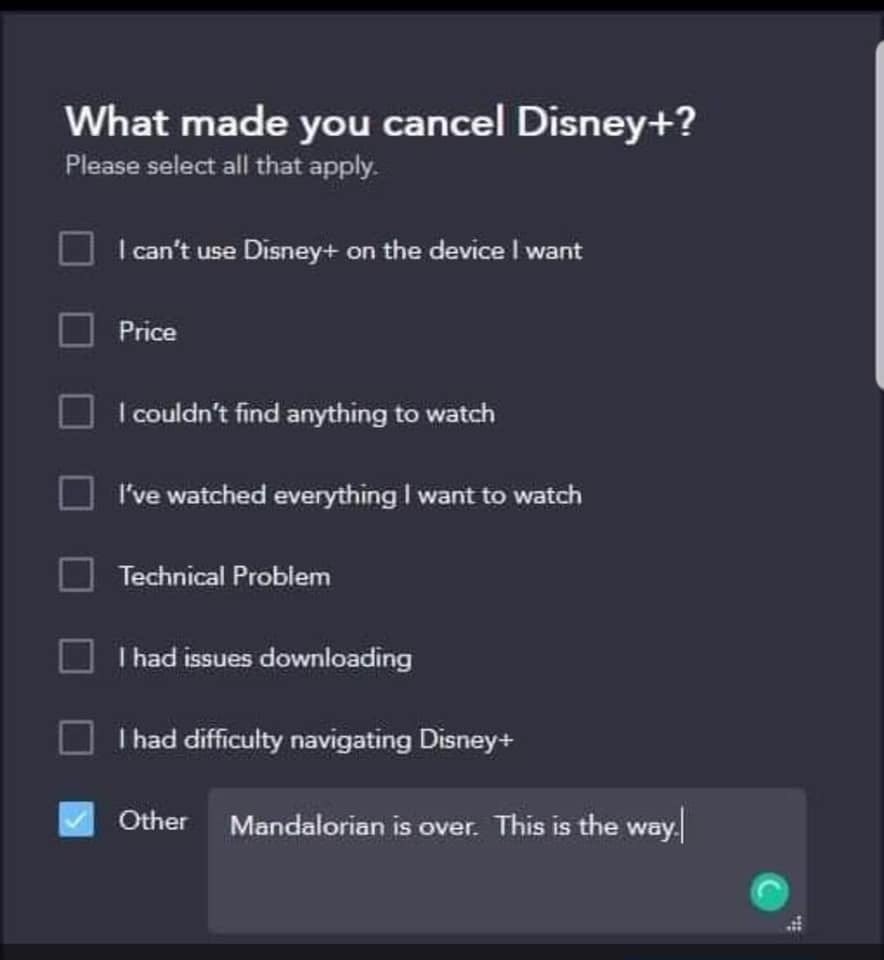 What made you cancel Disney+?
Please select all that apply.
I can't use Disney+ on the device I want
Price
I couldn't find anything to watch
I've watched everything I want to watch
Technical Problem
I had issues downloading
I had difficulty navigating Disney+
Other
Mandalorian is over.  This is the way.